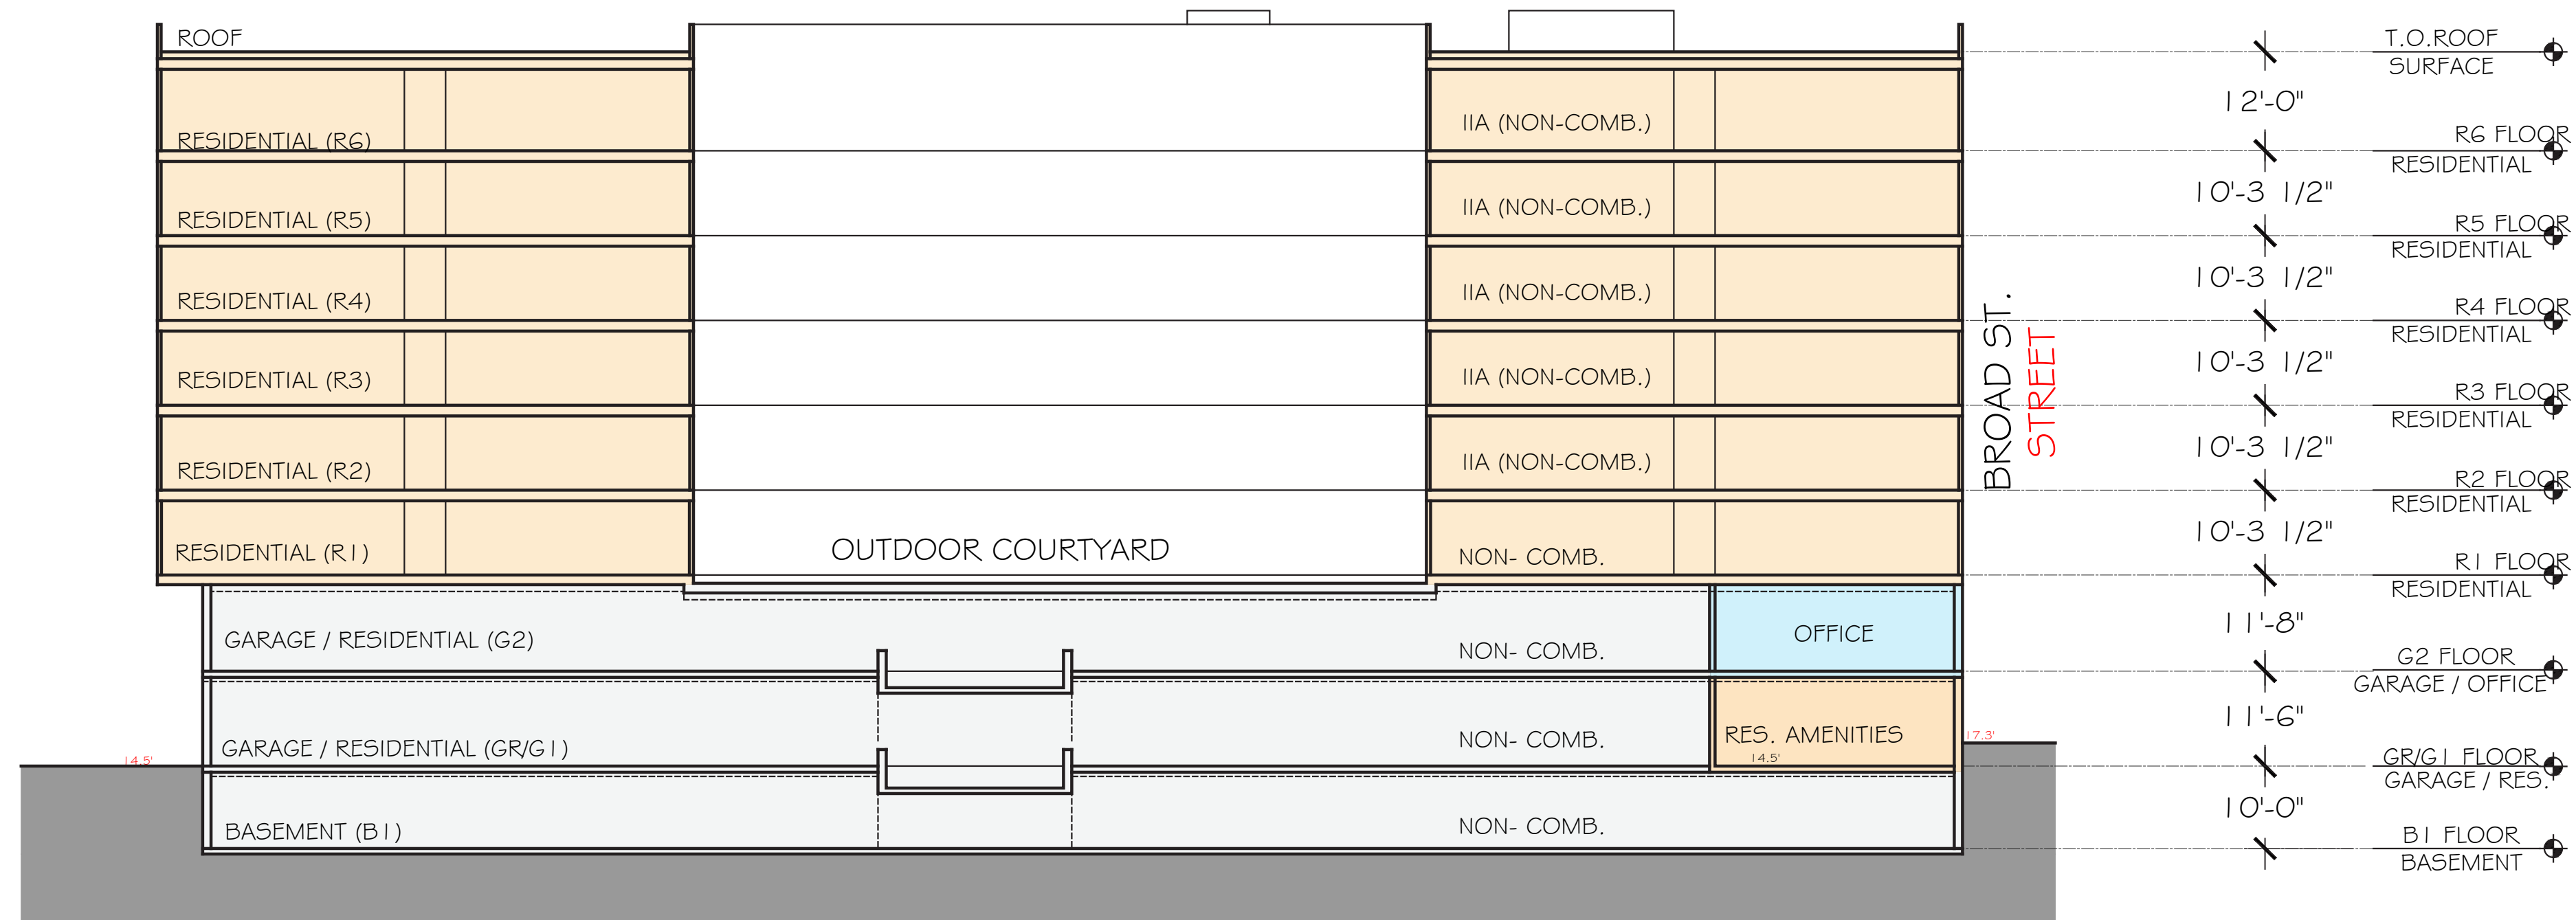 ROOF
T.O.ROOF
SURFACE
12'-0"
RESIDENTIAL (R6)
IIA (NON-COMB.)
R6 FLOOR
RESIDENTIAL
10'-3 1/2"
RESIDENTIAL (R5)
IIA (NON-COMB.)
R5 FLOOR
RESIDENTIAL
10'-3 1/2"
RESIDENTIAL (R4)
IIA (NON-COMB.)
R4 FLOOR
RESIDENTIAL
10'-3 1/2"
RESIDENTIAL (R3)
IIA (NON-COMB.)
R3 FLOOR
RESIDENTIAL
10'-3 1/2"
RESIDENTIAL (R2)
IIA (NON-COMB.)
BROAD ST.
STREET
R2 FLOOR
RESIDENTIAL
10'-3 1/2"
RESIDENTIAL (R1)
OUTDOOR COURTYARD
NON- COMB.
R1 FLOOR
RESIDENTIAL
11'-8"
GARAGE / RESIDENTIAL (G2)
NON- COMB.
OFFICE
G2 FLOOR
GARAGE / OFFICE
11'-6"
GARAGE / RESIDENTIAL (GR/G1)
NON- COMB.
RES. AMENITIES
17.3'
14.5'
14.5'
GR/G1 FLOOR
GARAGE / RES.
10'-0"
BASEMENT (B1)
NON- COMB.
B1 FLOOR
BASEMENT